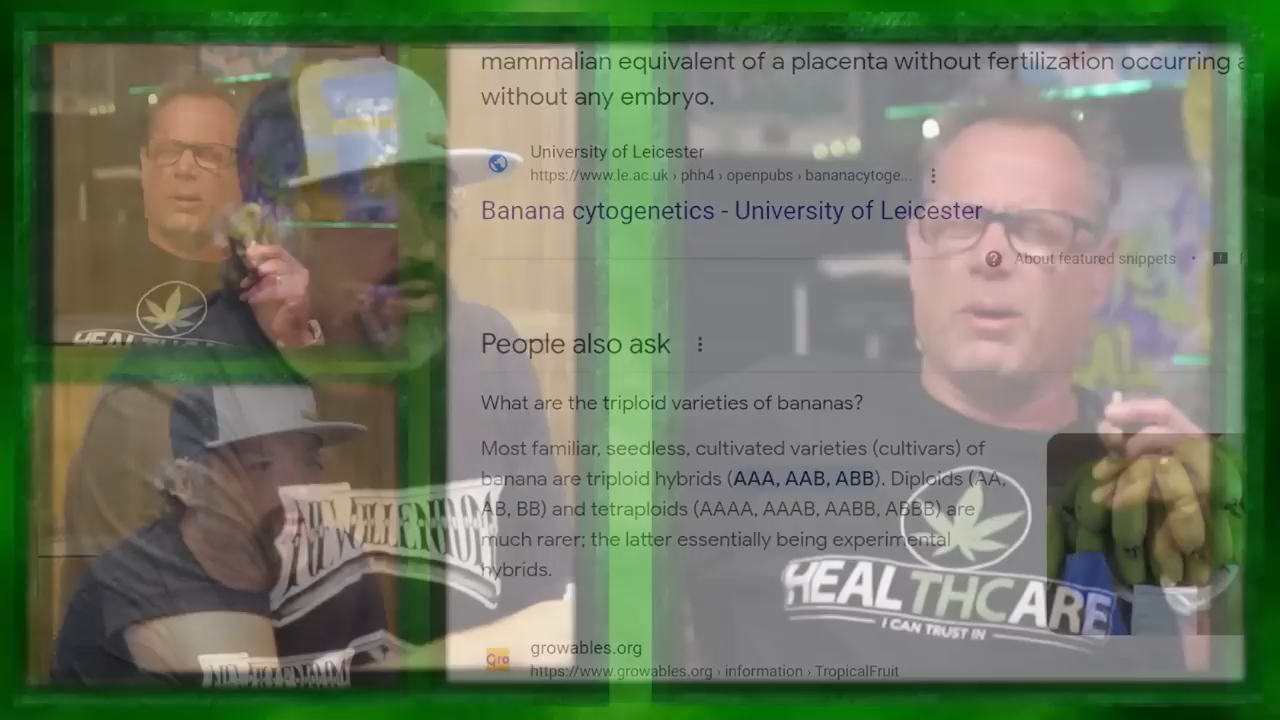 mammalian equivalent of a placenta without fertilization occurring a
without any embryo.
University of Leicester
https://www.le.ac.uk › phh4 › openpubs › bananacytoge...
Banana cytogenetics - University of Leicester
About featured snippets
People also ask
What are the triploid varieties of bananas?
Most familiar, seedless, cultivated varieties (cultivars) of
banana are triploid hybrids (AAA, AAB, ABB). Diploids (AA,
AB, BB) and tetraploids (AAAA, AAAB, AABB, ABBB) are
much rarer; the latter essentially being experimental
hybrids.
Gro growables.org
https://www.growables.org › information › TropicalFruit
HEALTHCARE
I CAN TRUST IN
HEALTHCA